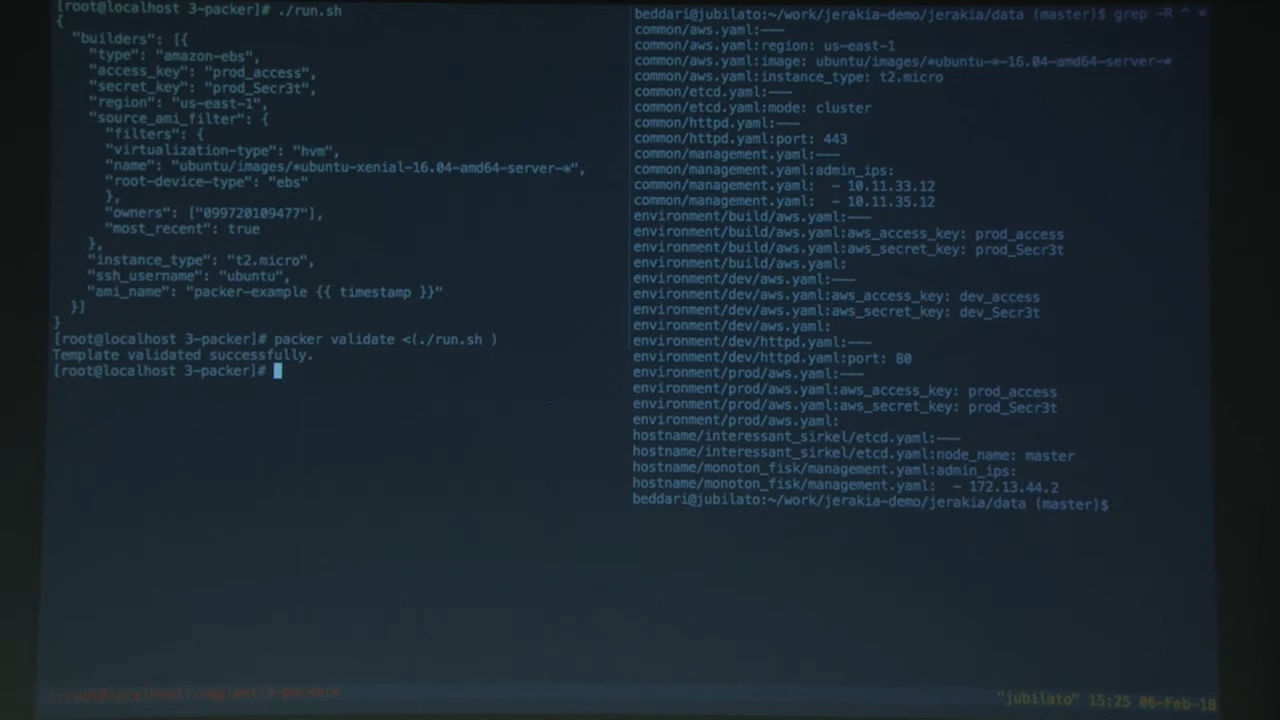 [root@localhost 3-packer]# ./run.sh
{
  "builders": [{
    "type": "amazon-ebs",
    "access_key": "prod_access",
    "secret_key": "prod_Secr3t",
    "region": "us-east-1",
    "source_ami_filter": {
      "filters": {
      "virtualization-type": "hvm",
      "name": "ubuntu/images/*ubuntu-xenial-16.04-amd64-server-*",
      "root-device-type": "ebs"
      },
      "owners": ["099720109477"],
      "most_recent": true
    },
    "instance_type": "t2.micro",
    "ssh_username": "ubuntu",
    "ami_name": "packer-example {{ timestamp }}"
  }]
}
[root@localhost 3-packer]# packer validate <(./run.sh )
Template validated successfully.
[root@localhost 3-packer]#
beddari@jubilato:~/work/jerakia-demo/jerakia/data (master)$ grep -R ^ *
common/aws.yaml:---
common/aws.yaml:region: us-east-1
common/aws.yaml:image: ubuntu/images/*ubuntu-*-16.04-amd64-server-*
common/aws.yaml:instance_type: t2.micro
common/etcd.yaml:---
common/etcd.yaml:mode: cluster
common/httpd.yaml:---
common/httpd.yaml:port: 443
common/management.yaml:---
common/management.yaml:admin_ips:
common/management.yaml:  - 10.11.33.12
common/management.yaml:  - 10.11.35.12
environment/build/aws.yaml:---
environment/build/aws.yaml:aws_access_key: prod_access
environment/build/aws.yaml:aws_secret_key: prod_Secr3t
environment/build/aws.yaml:
environment/dev/aws.yaml:---
environment/dev/aws.yaml:aws_access_key: dev_access
environment/dev/aws.yaml:aws_secret_key: dev_Secr3t
environment/dev/aws.yaml:
environment/dev/httpd.yaml:---
environment/dev/httpd.yaml:port: 80
environment/prod/aws.yaml:---
environment/prod/aws.yaml:aws_access_key: prod_access
environment/prod/aws.yaml:aws_secret_key: prod_Secr3t
environment/prod/aws.yaml:
hostname/interessant_sirkel/etcd.yaml:---
hostname/interessant_sirkel/etcd.yaml:node_name: master
hostname/monoton_fisk/management.yaml:admin_ips:
hostname/monoton_fisk/management.yaml:  - 172.13.44.2
beddari@jubilato:~/work/jerakia-demo/jerakia/data (master)$
"jubilato" 15:25 06-Feb-18